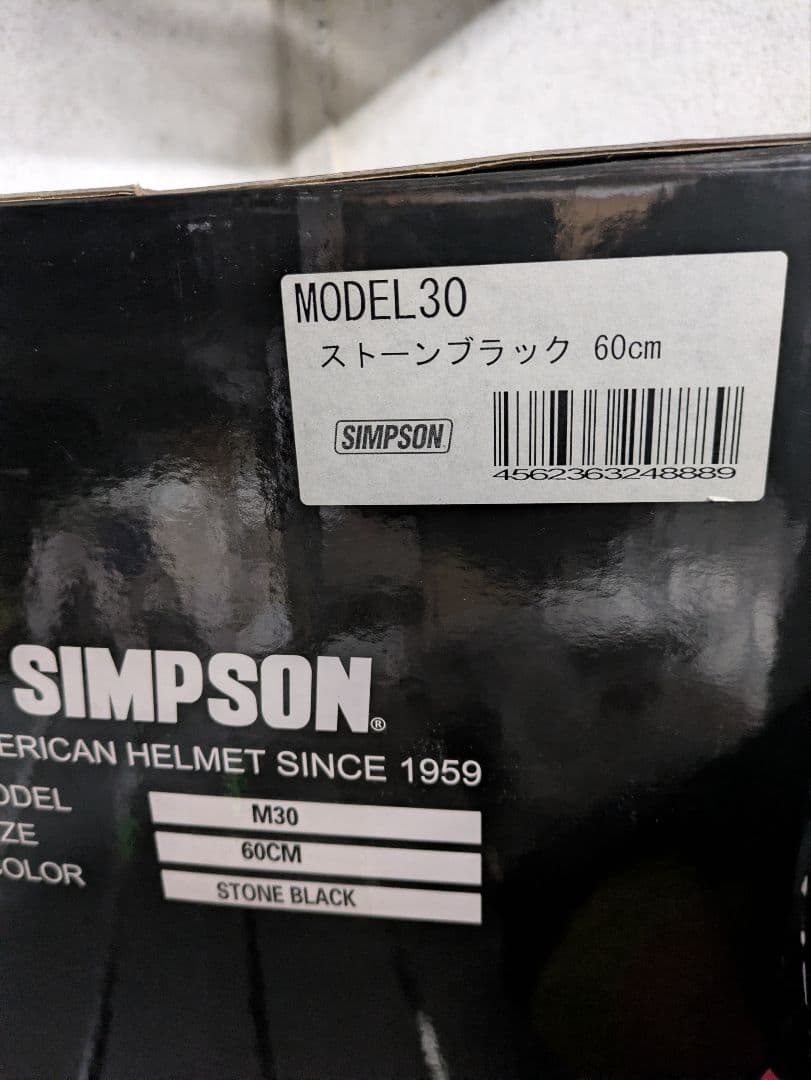 MODEL30
ストーンブラック 60cm
SIMPSON
4562363248889
SIMPSON®
ERICAN HELMET SINCE 1959
ODEL M30
ZE 60CM
OLOR STONE BLACK